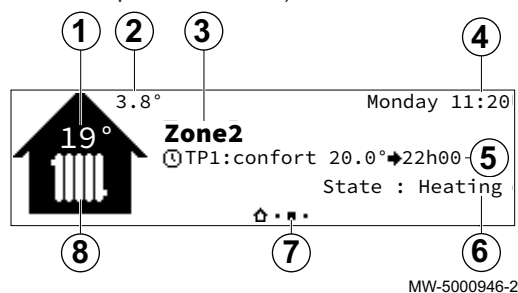 1 2 3 4
3.8° Monday 11:20
19° Zone2
TP1:confort 20.0°➔22h00 5
State : Heating
8 7 6
MW-5000946-2